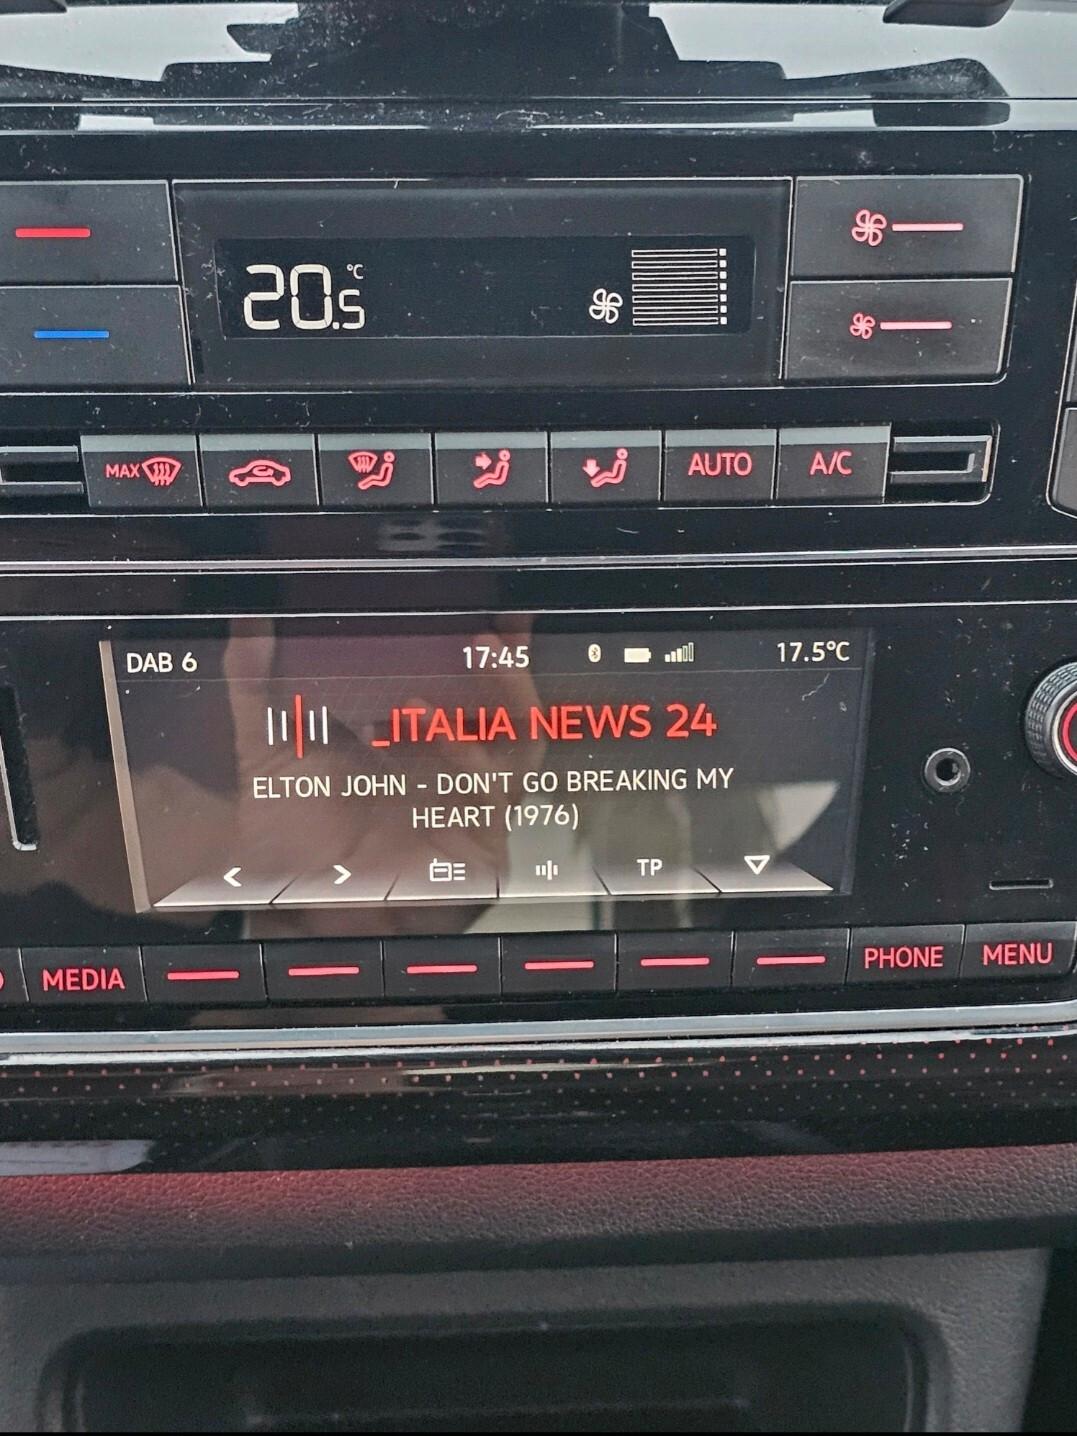 20.5 °C
MAX
AUTO
A/C
DAB 6
17:45
17.5°C
_ITALIA NEWS 24
ELTON JOHN - DON'T GO BREAKING MY
HEART (1976)
TP
MEDIA
PHONE
MENU